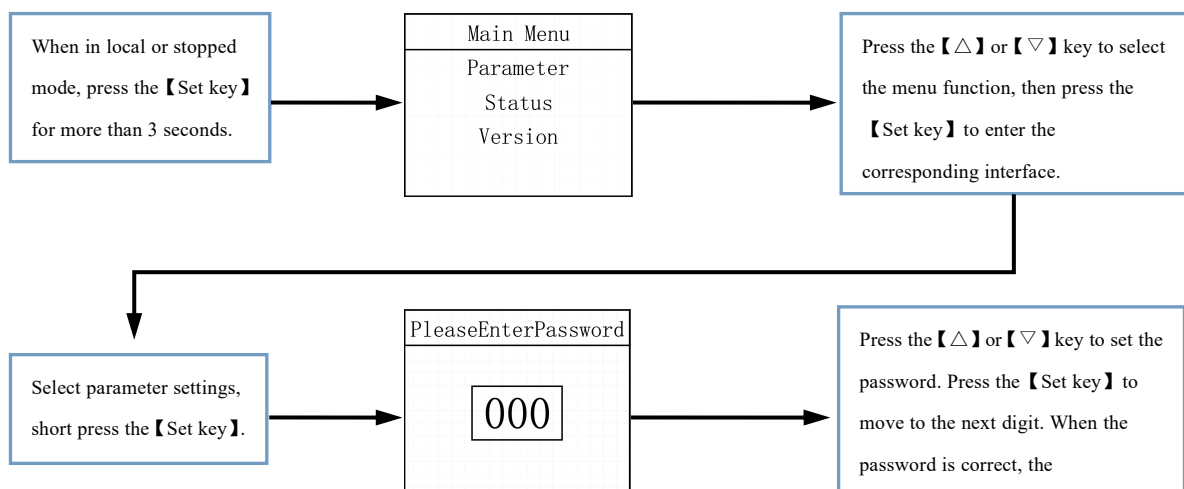 When in local or stopped
mode, press the【Set key】
for more than 3 seconds.
Main Menu
Parameter
Status
Version
Press the【△】or【▽】key to select
the menu function, then press the
【Set key】to enter the
corresponding interface.
Select parameter settings,
short press the【Set key】.
PleaseEnterPassword
000
Press the【△】or【▽】key to set the
password. Press the【Set key】to
move to the next digit. When the
password is correct, the